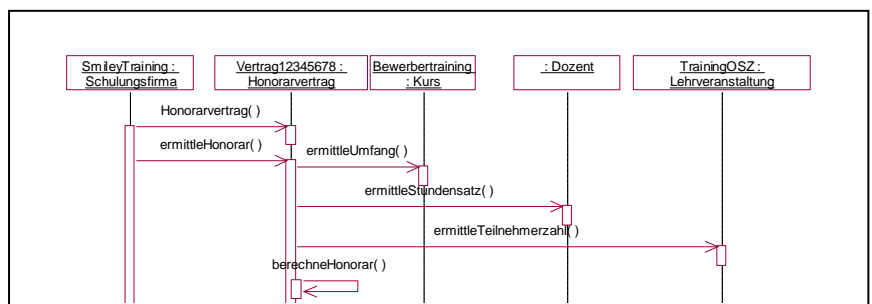 SmileyTraining :
Schulungsfirma
Vertrag12345678 :
Honorarvertrag
Bewerbertraining
: Kurs
: Dozent
TrainingOSZ :
Lehrveranstaltung
Honorarvertrag( )
ermittleHonorar( )
ermittleUmfang( )
ermittleStundensatz( )
ermittleTeilnehmerzahl( )
berechneHonorar( )